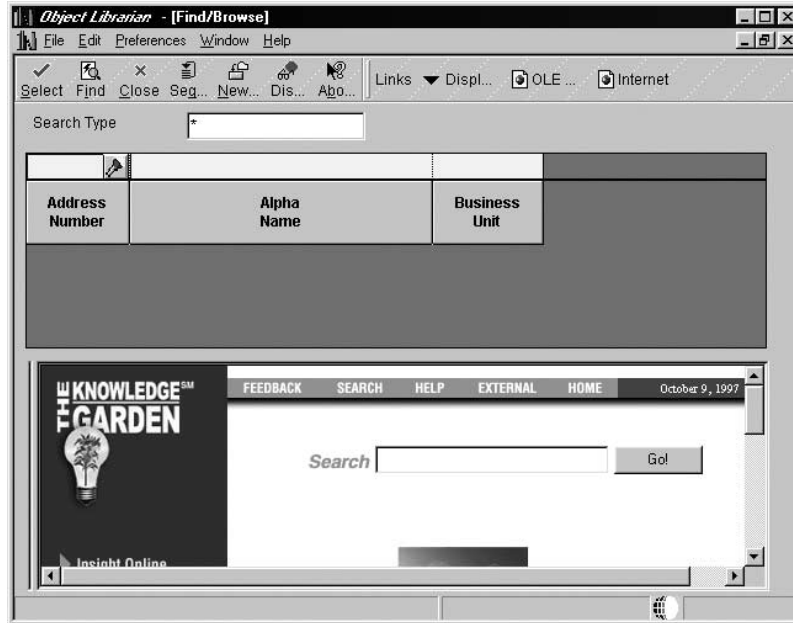 Object Librarian - [Find/Browse]
File Edit Preferences Window Help
Select Find Close Seq... New... Dis... Abo... Links Displ... OLE ... Internet
Search Type *
Address Number Alpha Name Business Unit
THE KNOWLEDGE GARDEN SM
FEEDBACK SEARCH HELP EXTERNAL HOME October 9, 1997
Search Go!
Insight Online